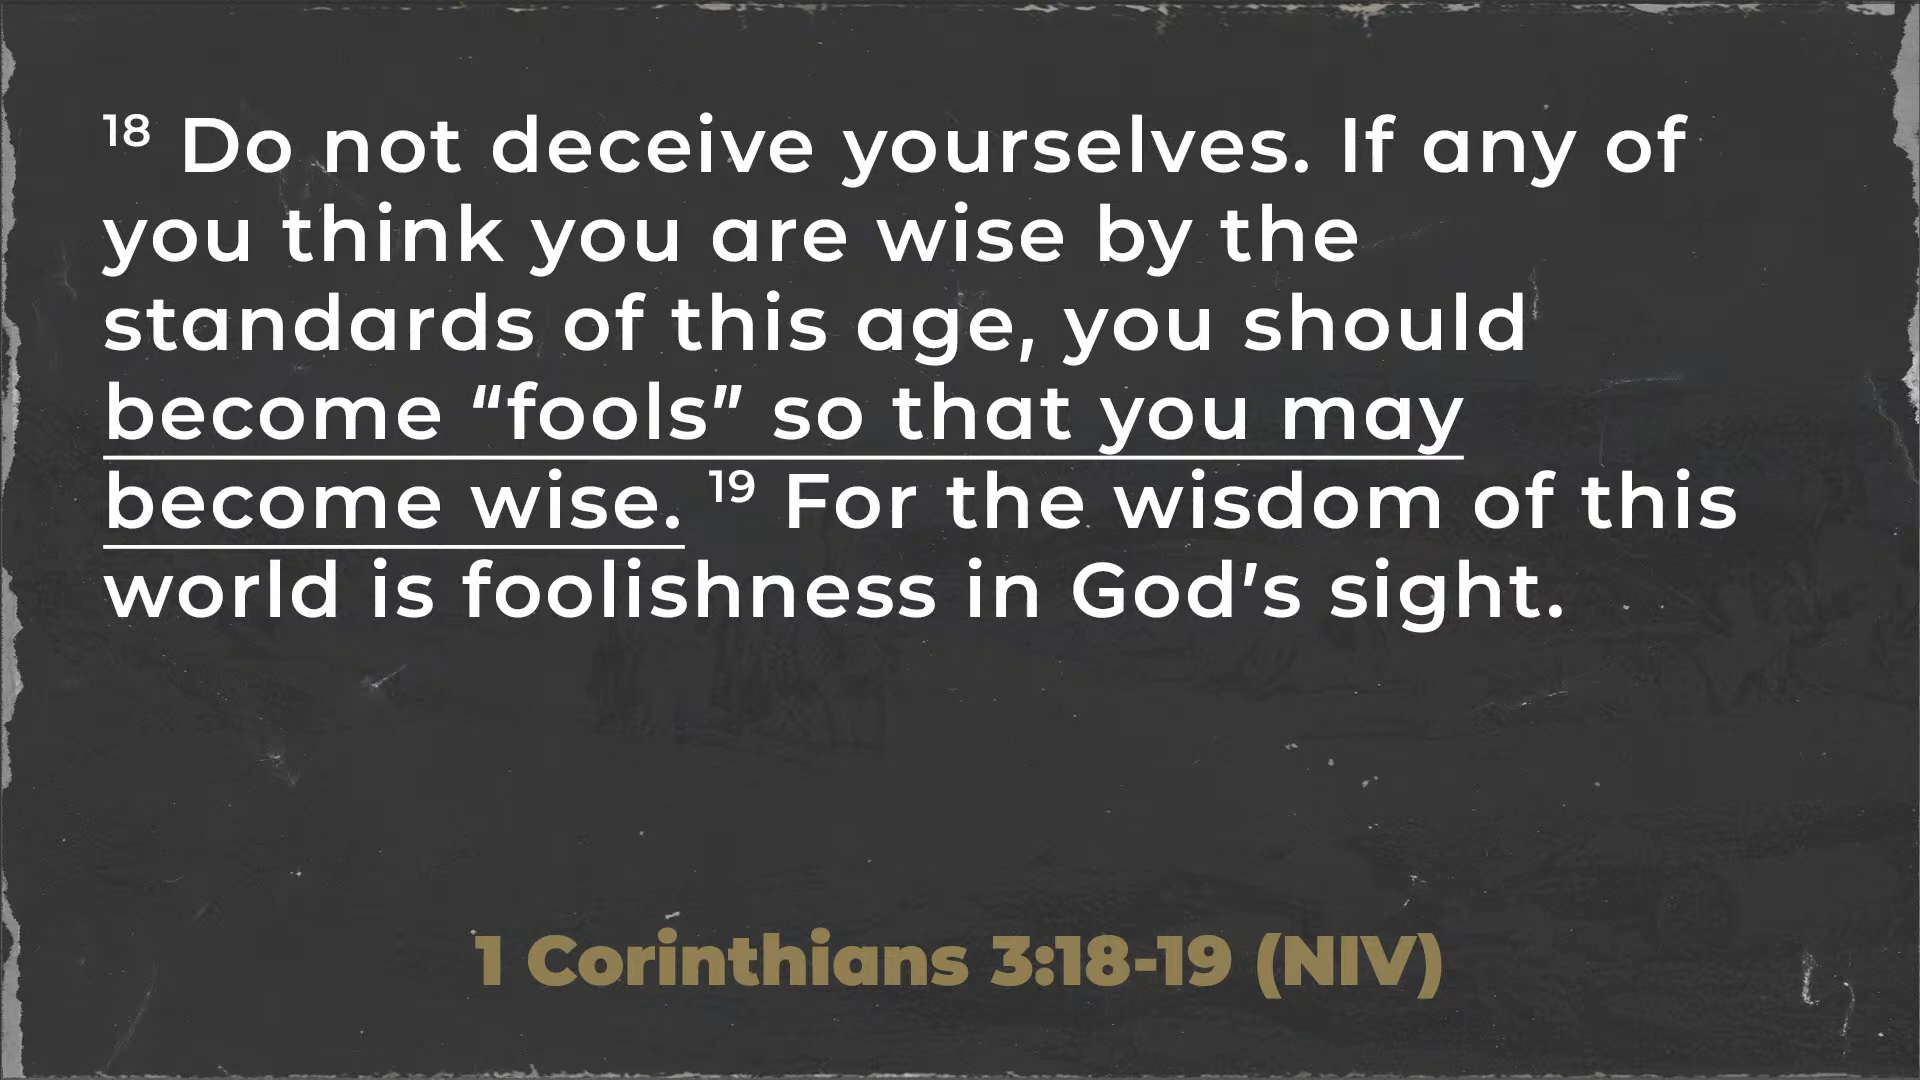 18 Do not deceive yourselves. If any of
you think you are wise by the
standards of this age, you should
become “fools” so that you may
become wise. 19 For the wisdom of this
world is foolishness in God’s sight.
1 Corinthians 3:18-19 (NIV)